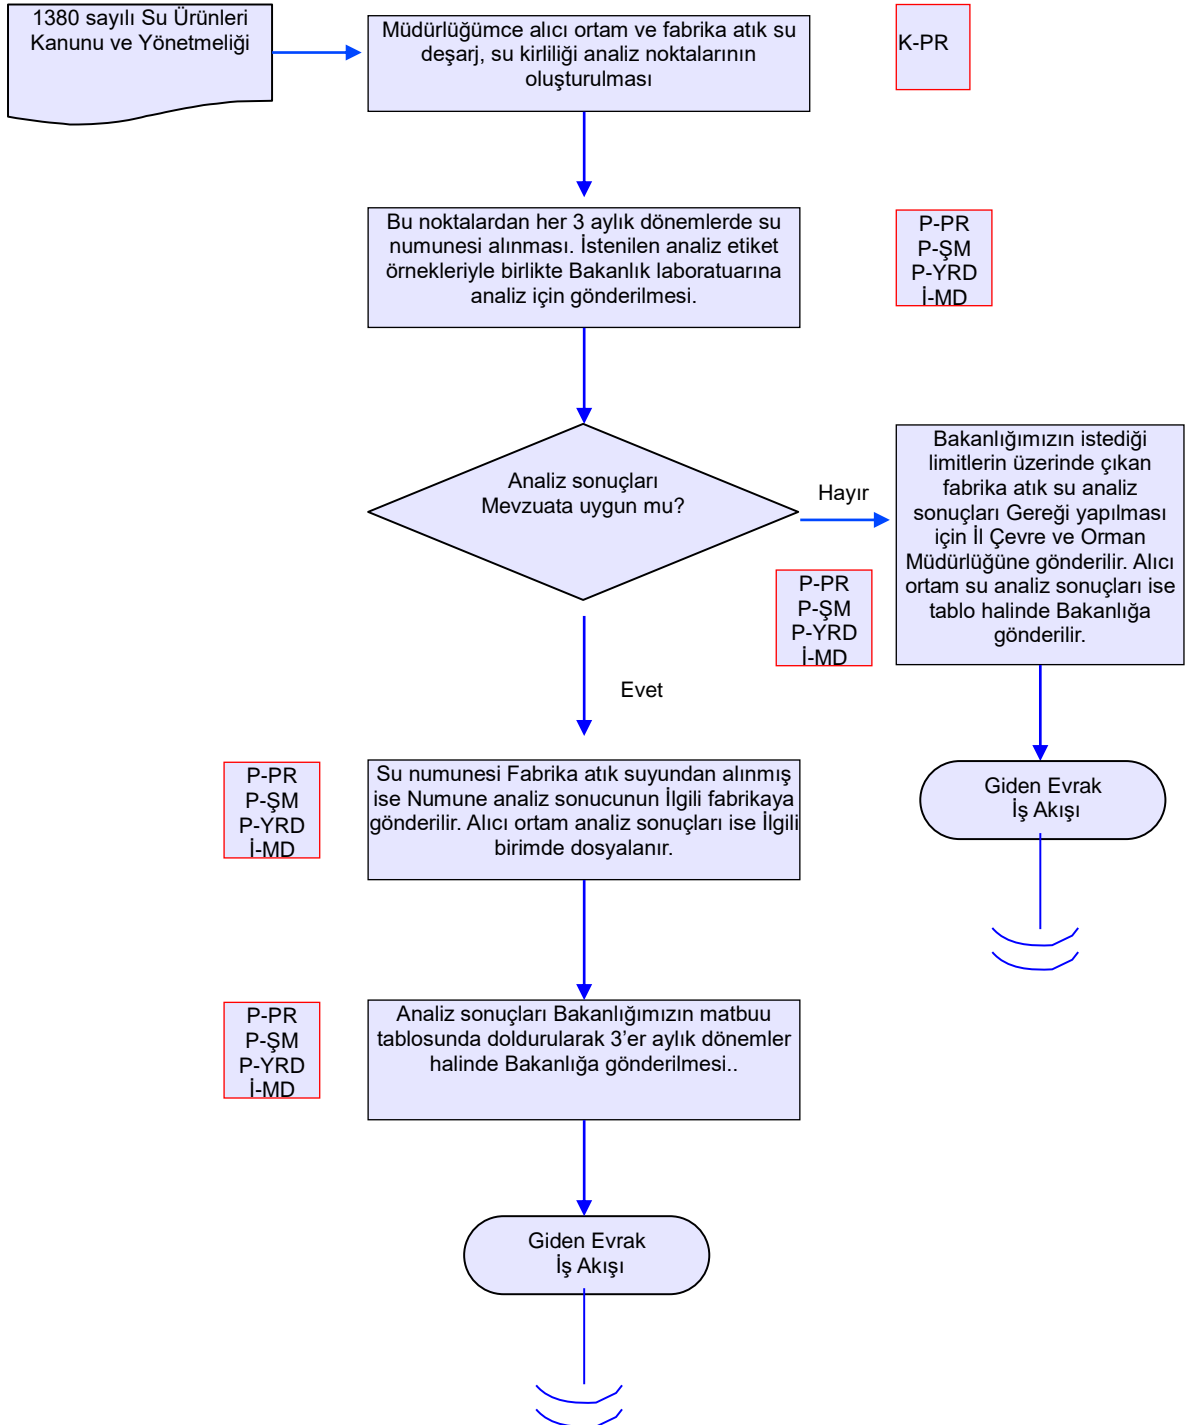 1380 sayılı Su Ürünleri
Kanunu ve Yönetmeliği
Müdürlüğümce alıcı ortam ve fabrika atık su
deşarj, su kirliliği analiz noktalarının
oluşturulması
K-PR
Bu noktalardan her 3 aylık dönemlerde su
numunesi alınması. İstenilen analiz etiket
örnekleriyle birlikte Bakanlık laboratuarına
analiz için gönderilmesi.
P-PR
P-ŞM
P-YRD
İ-MD
Analiz sonuçları
Mevzuata uygun mu?
Hayır
Bakanlığımızın istediği
limitlerin üzerinde çıkan
fabrika atık su analiz
sonuçları Gereği yapılması
için İl Çevre ve Orman
Müdürlüğüne gönderilir. Alıcı
ortam su analiz sonuçları ise
tablo halinde Bakanlığa
gönderilir.
P-PR
P-ŞM
P-YRD
İ-MD
Evet
P-PR
P-ŞM
P-YRD
İ-MD
Su numunesi Fabrika atık suyundan alınmış
ise Numune analiz sonucunun İlgili fabrikaya
gönderilir. Alıcı ortam analiz sonuçları ise İlgili
birimde dosyalanır.
Giden Evrak
İş Akışı
P-PR
P-ŞM
P-YRD
İ-MD
Analiz sonuçları Bakanlığımızın matbuu
tablosunda doldurularak 3’er aylık dönemler
halinde Bakanlığa gönderilmesi..
Giden Evrak
İş Akışı